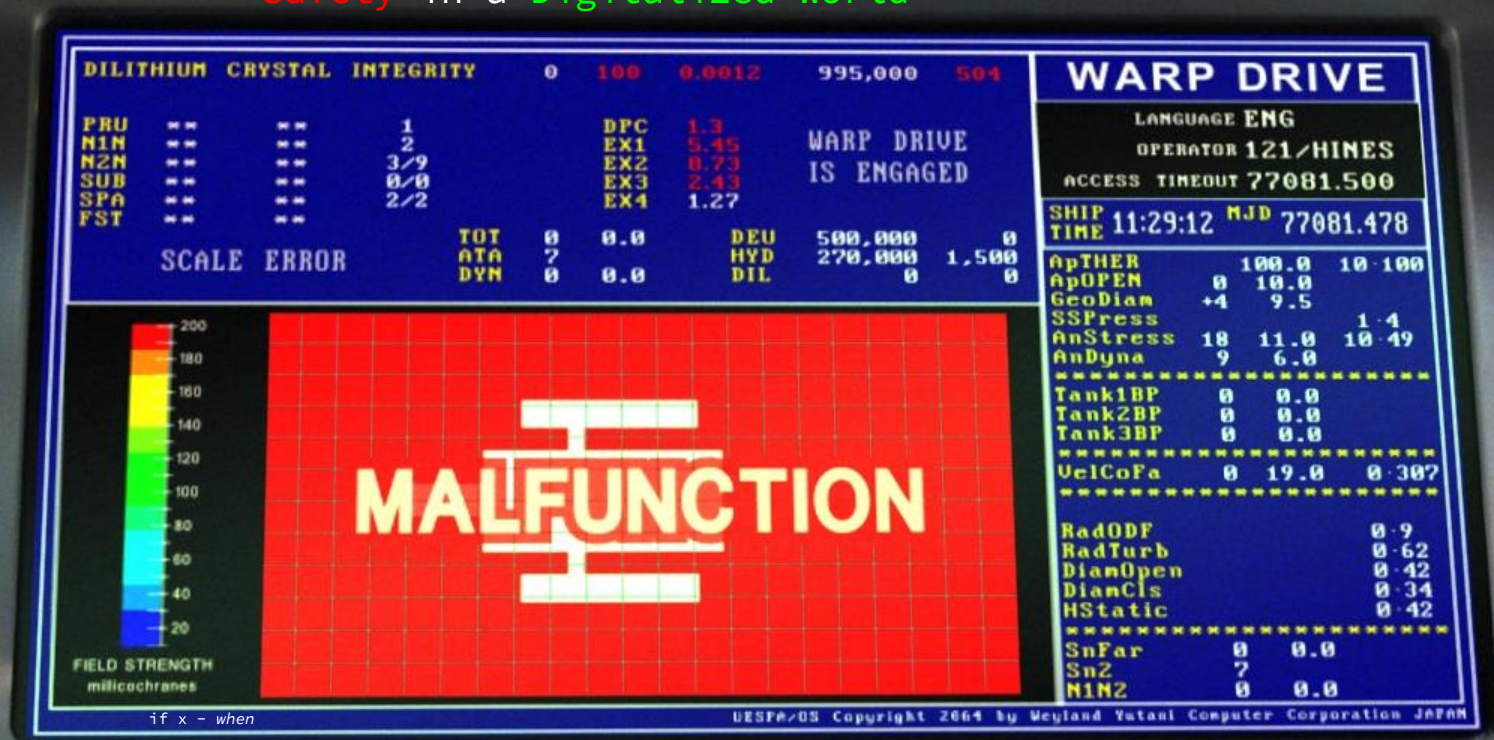 Safety in a Digitalized World
DILITHIUM CRYSTAL INTEGRITY 0 100 0.0012 995,000 504
PRU -- -- 1
N1N -- -- 2
N2N -- -- 3/9
SUB -- -- 0/0
SPA -- -- 2/2
FST -- --
DPC 1.3
EX1 5.45
EX2 8.73
EX3 2.43
EX4 1.27
WARP DRIVE
IS ENGAGED
SCALE ERROR
TOT 0 0.0
ATA 7
DYN 0 0.0
DEU 500,000 0
HYD 270,000 1,500
DIL 0 0
WARP DRIVE
LANGUAGE ENG
OPERATOR 121/HINES
ACCESS TIMEOUT 77081.500
SHIP TIME 11:29:12 MJD 77081.478
ApTHER 100.0 10-100
ApOPEN 0 10.0
GeoDiam +4 9.5
SSPress 1-4
AnStress 18 11.0 10-49
AnDyna 9 6.0
Tank1BP 0 0.0
Tank2BP 0 0.0
Tank3BP 0 0.0
VelCoFa 0 19.0 0-307
RadODF 0-9
RadTurb 0-62
DiamOpen 0-42
DiamCls 0-34
HStatic 0-42
SnFar 0 0.0
Sn2 7
N1N2 0 0.0
200
180
160
140
120
100
80
60
40
20
FIELD STRENGTH
millicochranes
MALFUNCTION
if x - when
UESPA/OS Copyright 2064 by Weyland Yutani Computer Corporation JAPAN